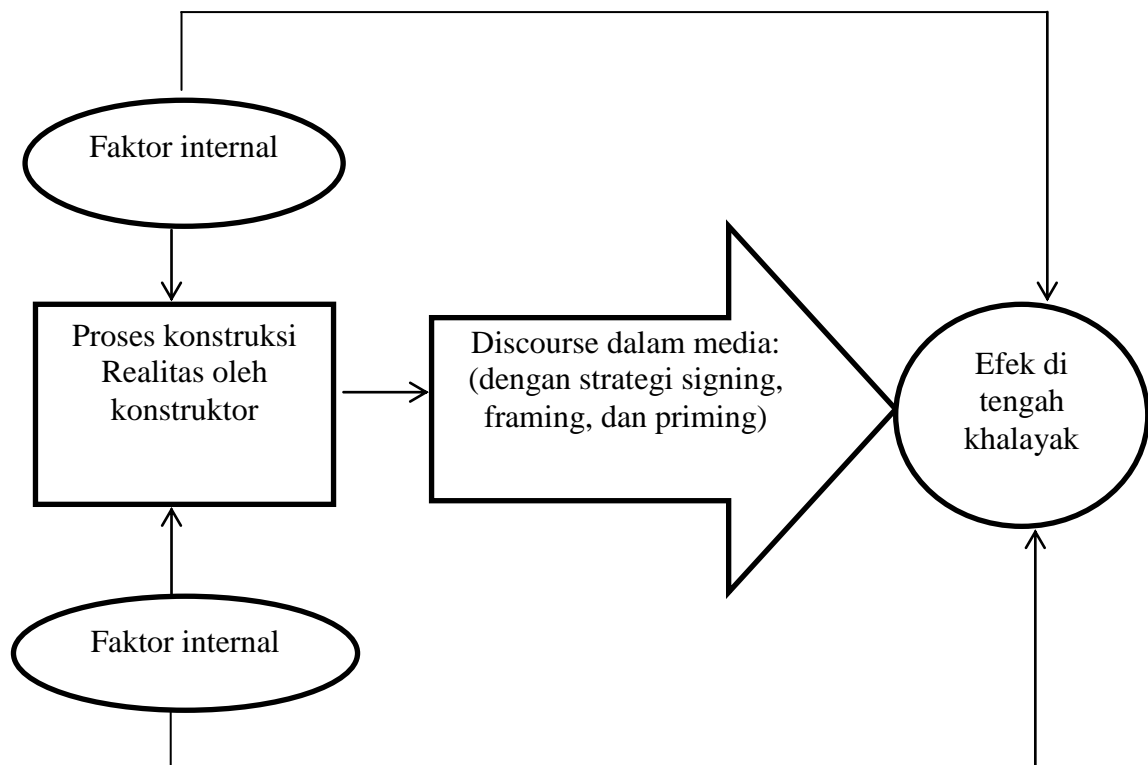 Faktor internal
Proses konstruksi
Realitas oleh
konstruktor
Discourse dalam media:
(dengan strategi signing,
framing, dan priming)
Efek di
tengah
khalayak
Faktor internal